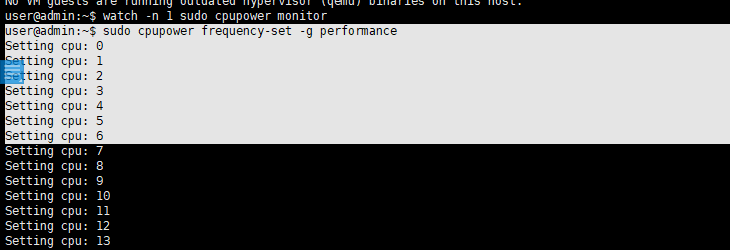 No VM guests are running outdated hypervisor (qemu) binaries on this host.
user@admin:~$ watch -n 1 sudo cpupower monitor
user@admin:~$ sudo cpupower frequency-set -g performance
Setting cpu: 0
Setting cpu: 1
Setting cpu: 2
Setting cpu: 3
Setting cpu: 4
Setting cpu: 5
Setting cpu: 6
Setting cpu: 7
Setting cpu: 8
Setting cpu: 9
Setting cpu: 10
Setting cpu: 11
Setting cpu: 12
Setting cpu: 13